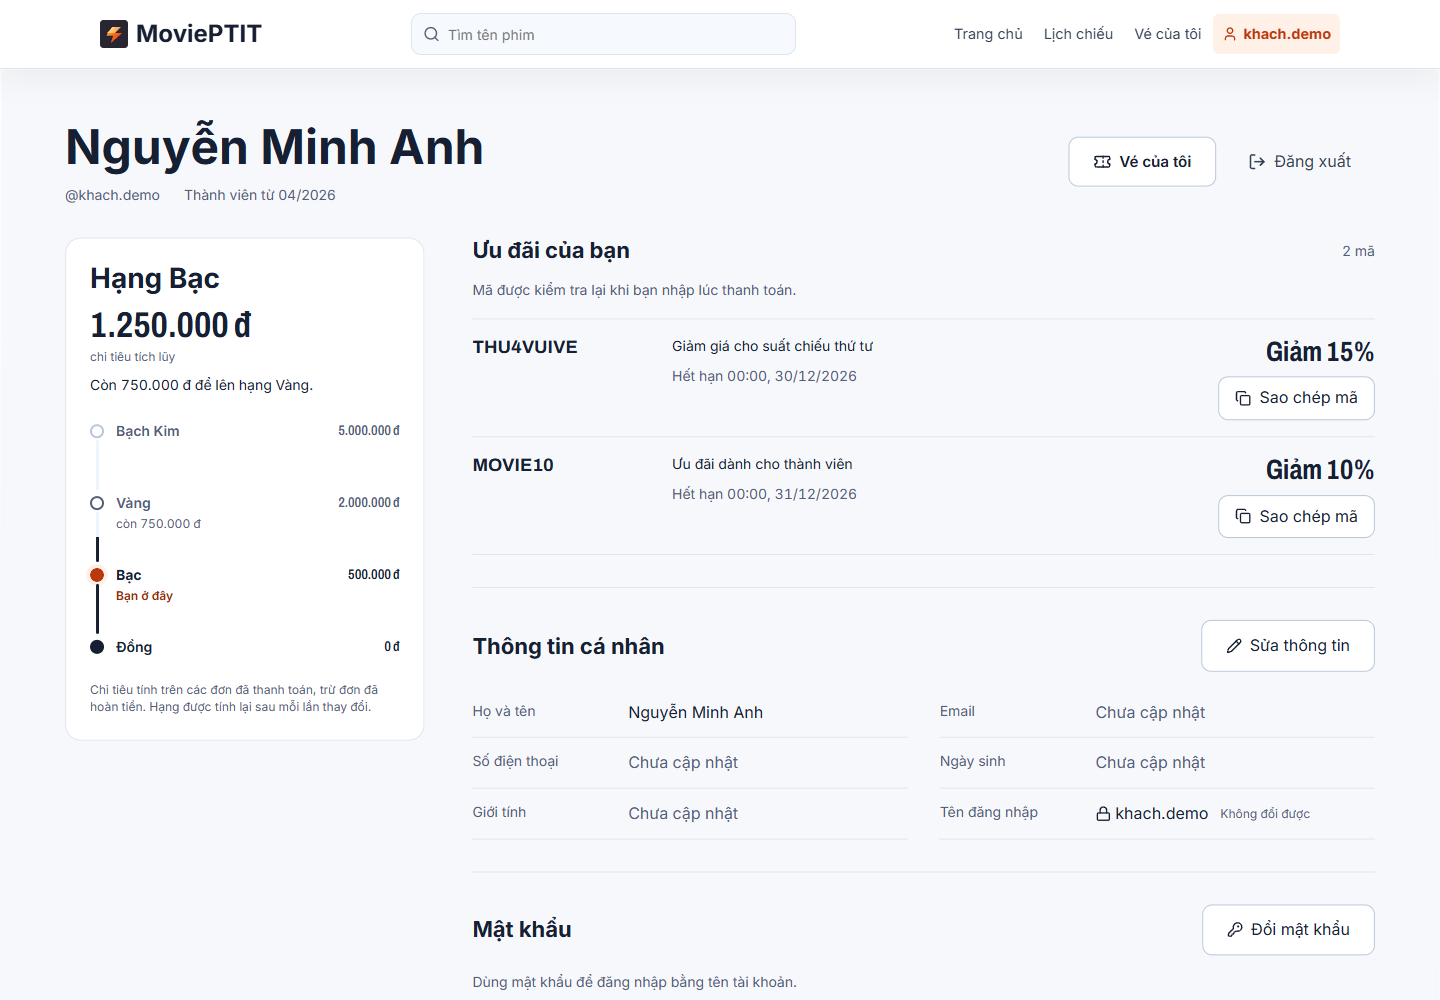 MoviePTIT
Tìm tên phim
Trang chủ
Lịch chiếu
Vé của tôi
khach.demo
Nguyễn Minh Anh
@khach.demo
Thành viên từ 04/2026
Vé của tôi
Đăng xuất
Hạng Bạc
1.250.000 đ
chi tiêu tích lũy
Còn 750.000 đ để lên hạng Vàng.
Bạch Kim 5.000.000 đ
Vàng 2.000.000 đ
còn 750.000 đ
Bạc 500.000 đ
Bạn ở đây
Đồng 0 đ
Chi tiêu tính trên các đơn đã thanh toán, trừ đơn đã
hoàn tiền. Hạng được tính lại sau mỗi lần thay đổi.
Ưu đãi của bạn
2 mã
Mã được kiểm tra lại khi bạn nhập lúc thanh toán.
THU4VUIVE
Giảm giá cho suất chiếu thứ tư
Hết hạn 00:00, 30/12/2026
Giảm 15%
Sao chép mã
MOVIE10
Ưu đãi dành cho thành viên
Hết hạn 00:00, 31/12/2026
Giảm 10%
Sao chép mã
Thông tin cá nhân
Sửa thông tin
Họ và tên Nguyễn Minh Anh
Email Chưa cập nhật
Số điện thoại Chưa cập nhật
Ngày sinh Chưa cập nhật
Giới tính Chưa cập nhật
Tên đăng nhập khach.demo Không đổi được
Mật khẩu
Đổi mật khẩu
Dùng mật khẩu để đăng nhập bằng tên tài khoản.